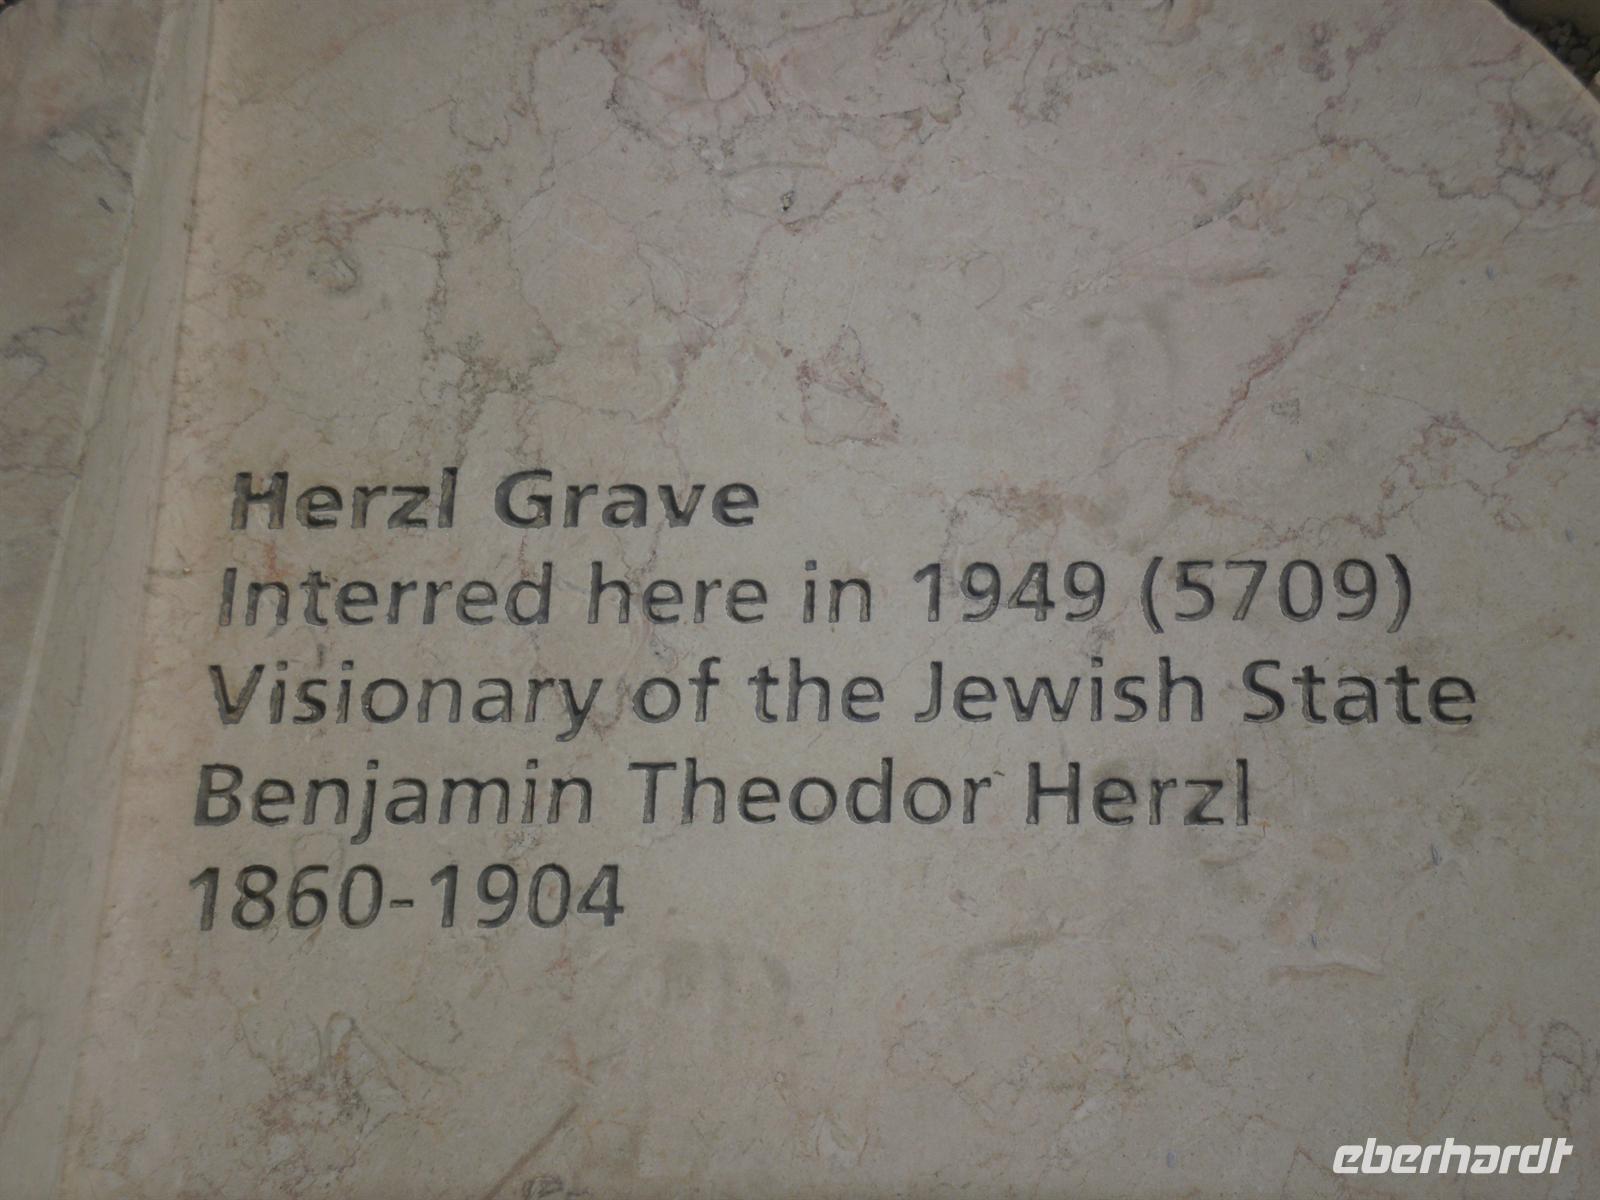 Herzl Grave
Interred here in 1949 (5709)
Visionary of the Jewish State
Benjamin Theodor Herzl
1860-1904
eberhardt